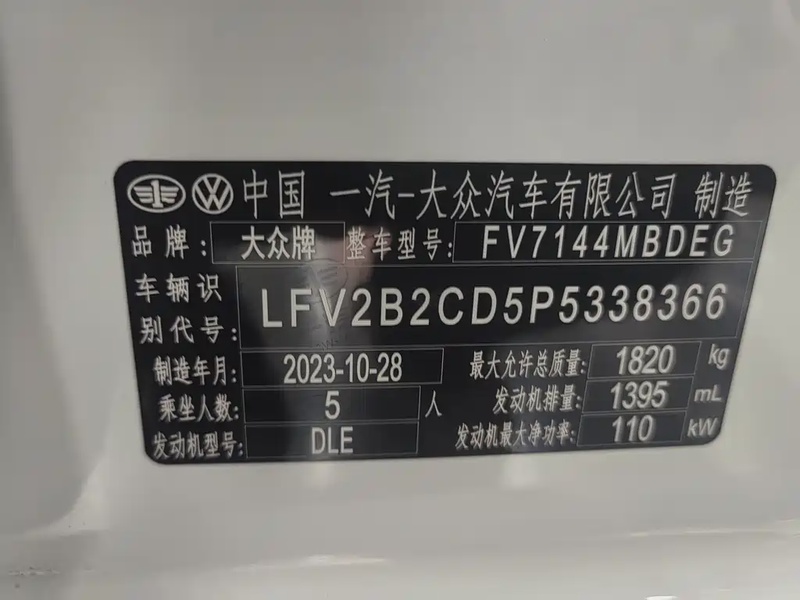 中国 一汽-大众汽车有限公司 制造
品牌: 大众牌 整车型号: FV7144MBDEG
车辆识别代号: LFV2B2CD5P5338366
制造年月: 2023-10-28 最大允许总质量: 1820 kg
乘坐人数: 5 人 发动机排量: 1395 mL
发动机型号: DLE 发动机最大净功率: 110 kW